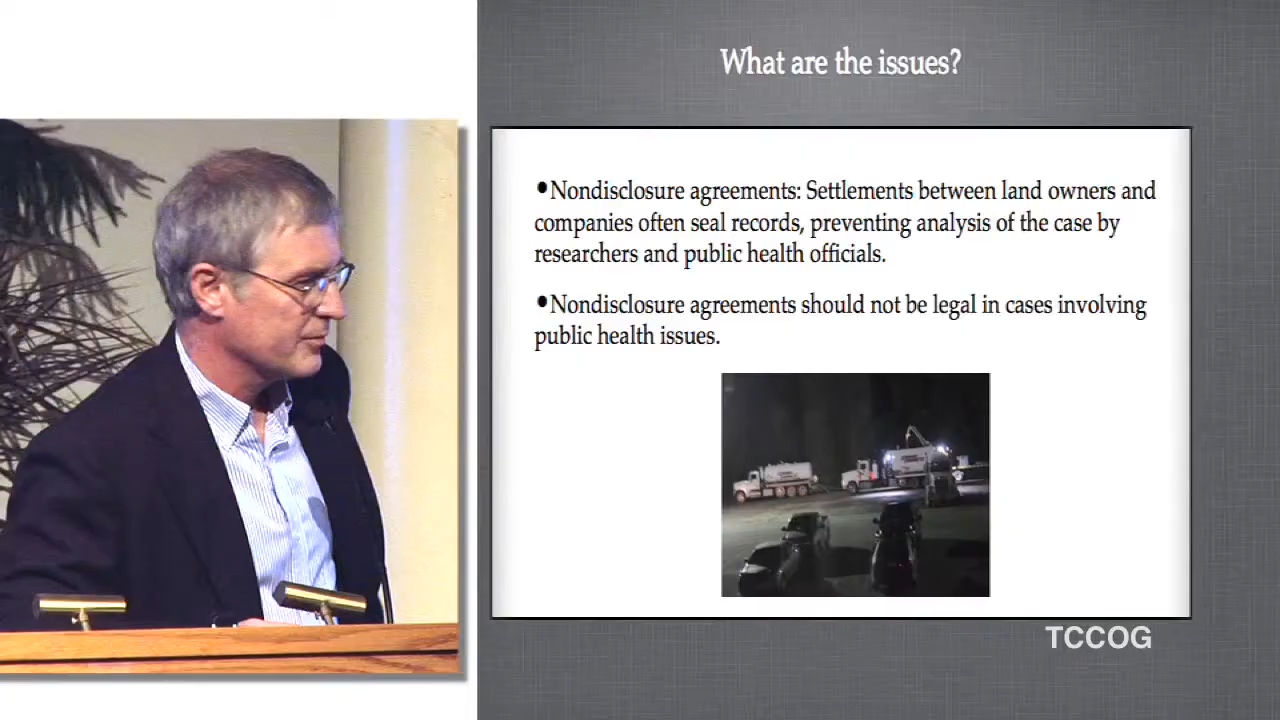 What are the issues?
•Nondisclosure agreements: Settlements between land owners and
companies often seal records, preventing analysis of the case by
researchers and public health officials.
•Nondisclosure agreements should not be legal in cases involving
public health issues.
TCCOG